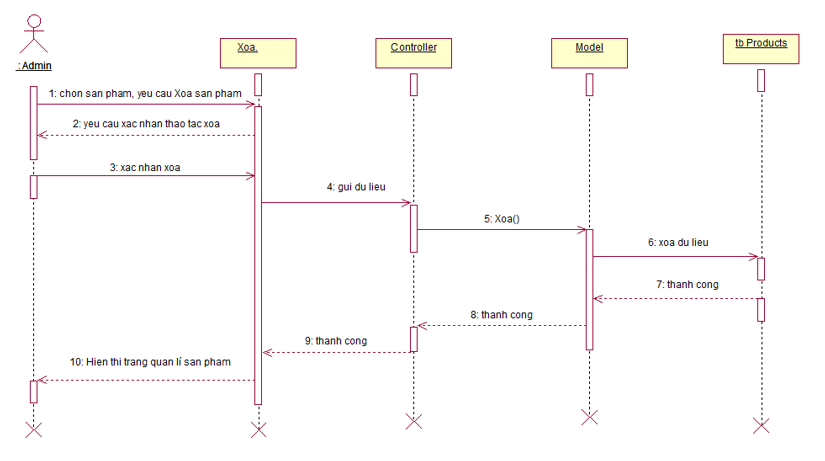 : Admin
Xoa.
Controller
Model
tb Products
1: chon san pham, yeu cau Xoa san pham
2: yeu cau xac nhan thao tac xoa
3: xac nhan xoa
4: gui du lieu
5: Xoa()
6: xoa du lieu
7: thanh cong
8: thanh cong
9: thanh cong
10: Hien thi trang quan lí san pham